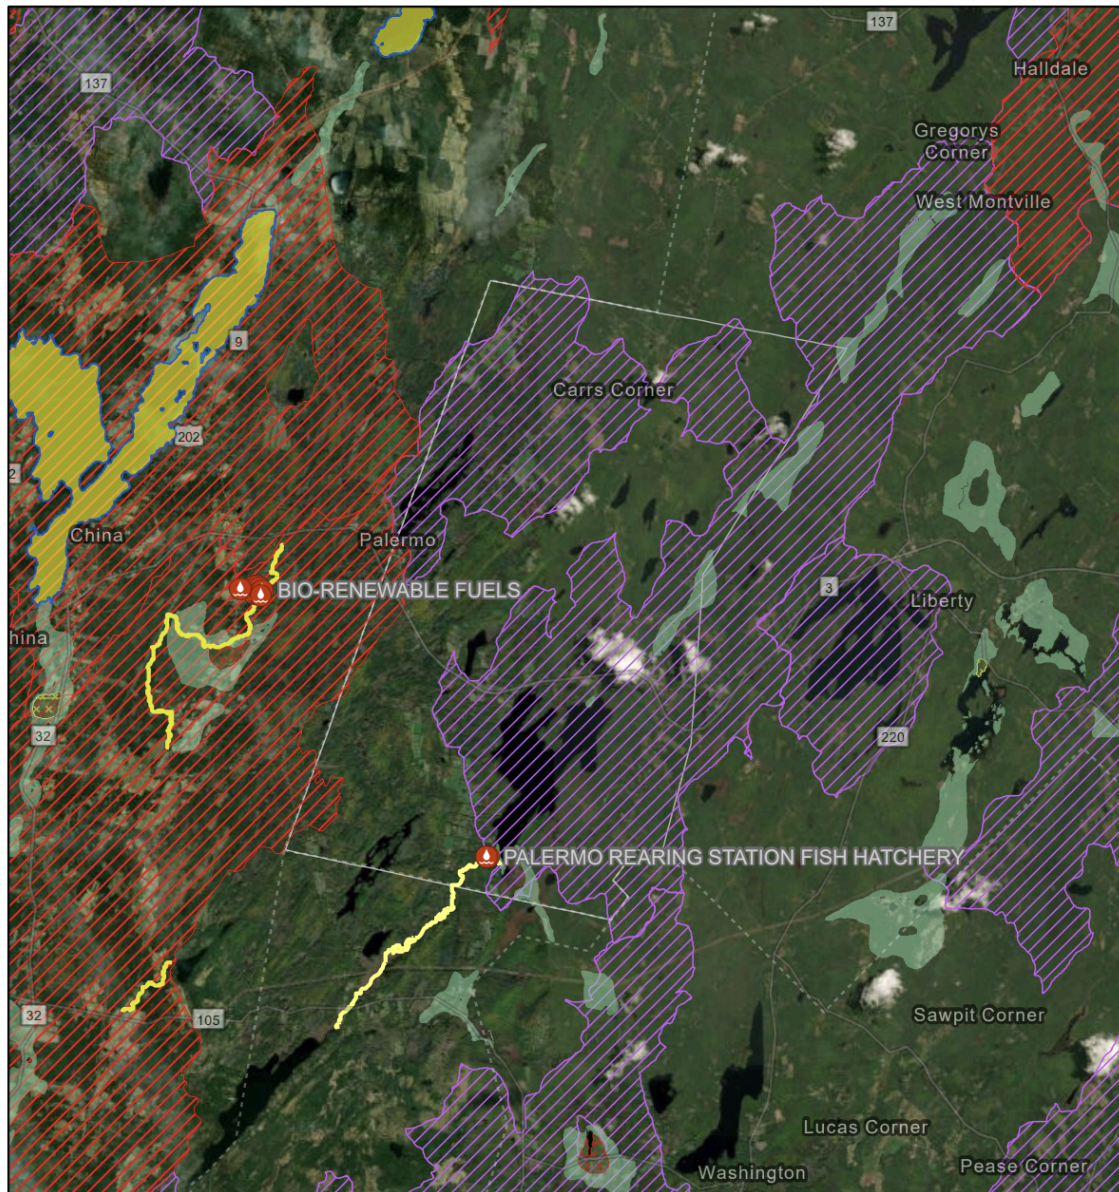 137
137
Halldale
Gregorys
Corner
West Montville
9
Carrs Corner
202
2
China
Palermo
BIO-RENEWABLE FUELS
3
Liberty
hina
32
220
PALERMO REARING STATION FISH HATCHERY
32
105
Sawpit Corner
Lucas Corner
Washington
Pease Corner